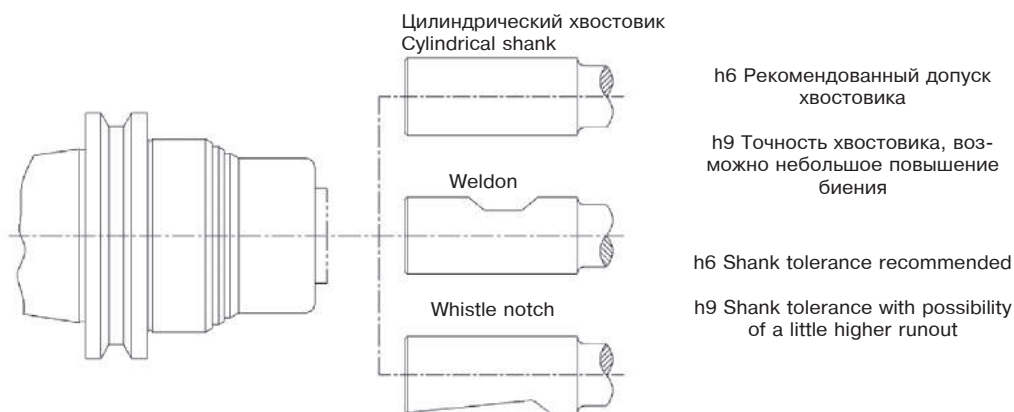 Цилиндрический хвостовик
Cylindrical shank
Weldon
Whistle notch
h6 Рекомендованный допуск
хвостовика
h9 Точность хвостовика, воз-
можно небольшое повышение
биения
h6 Shank tolerance recommended
h9 Shank tolerance with possibility
of a little higher runout